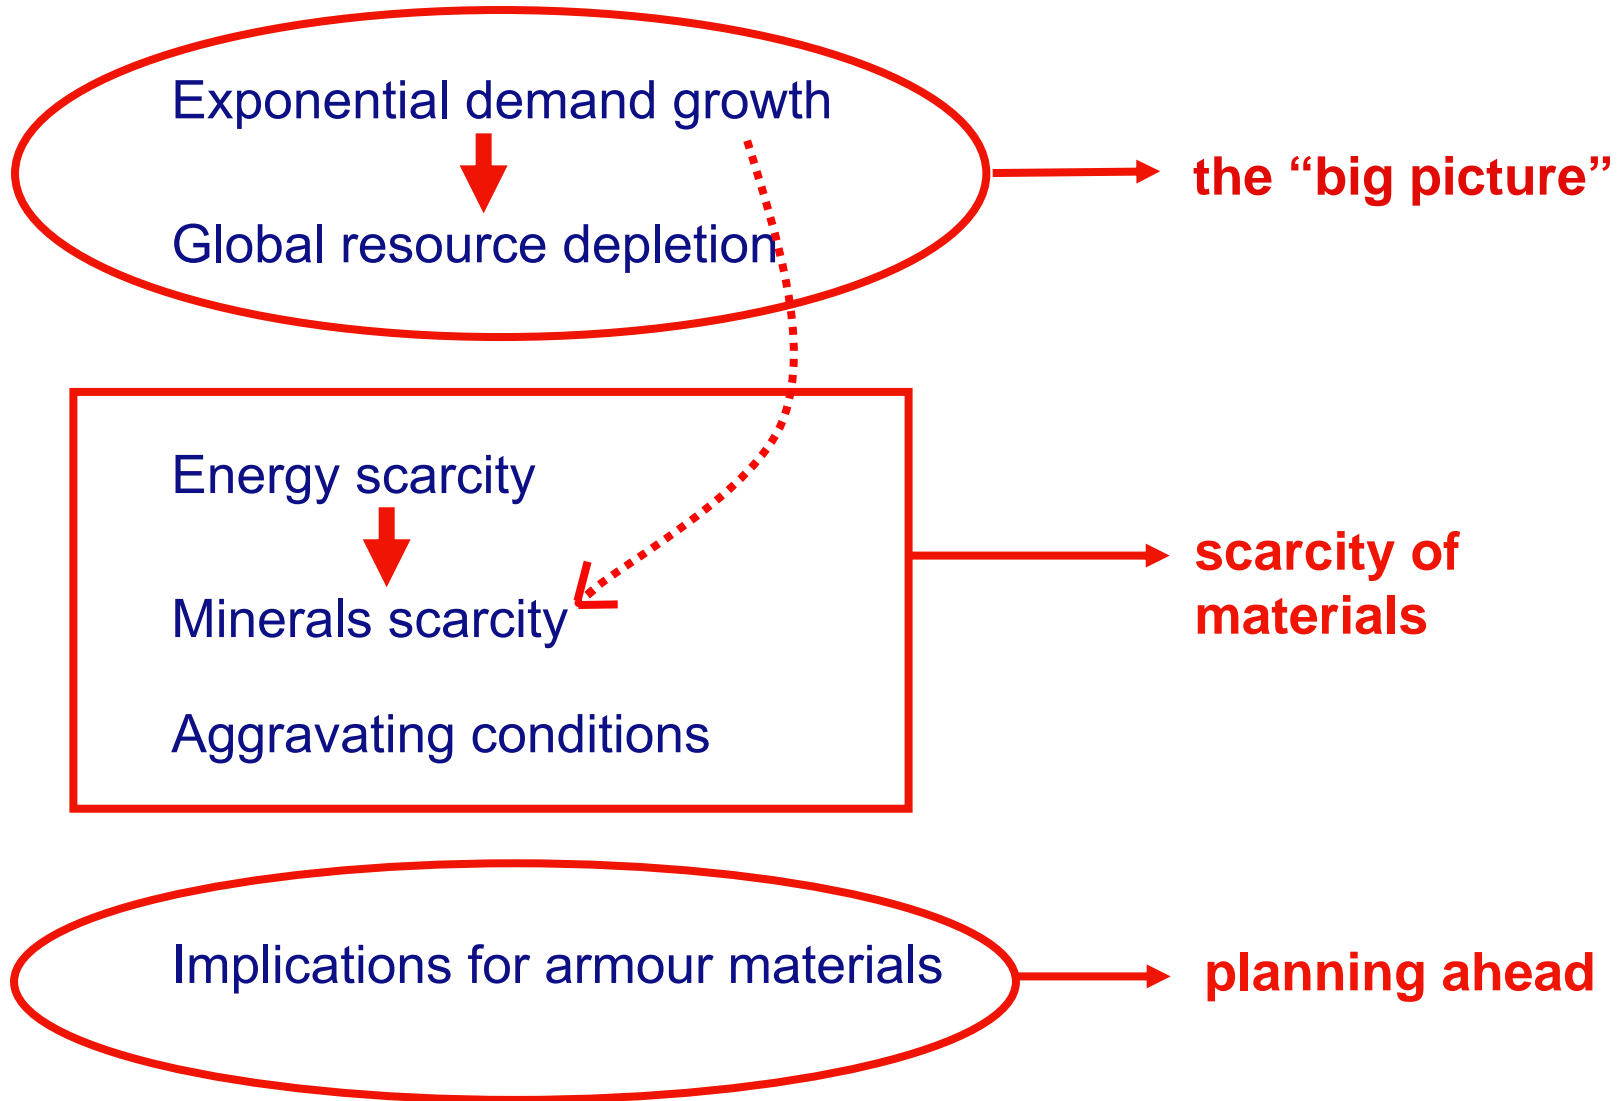 Exponential demand growth
the “big picture”
Global resource depletion
Energy scarcity
scarcity of
materials
Minerals scarcity
Aggravating conditions
Implications for armour materials
planning ahead